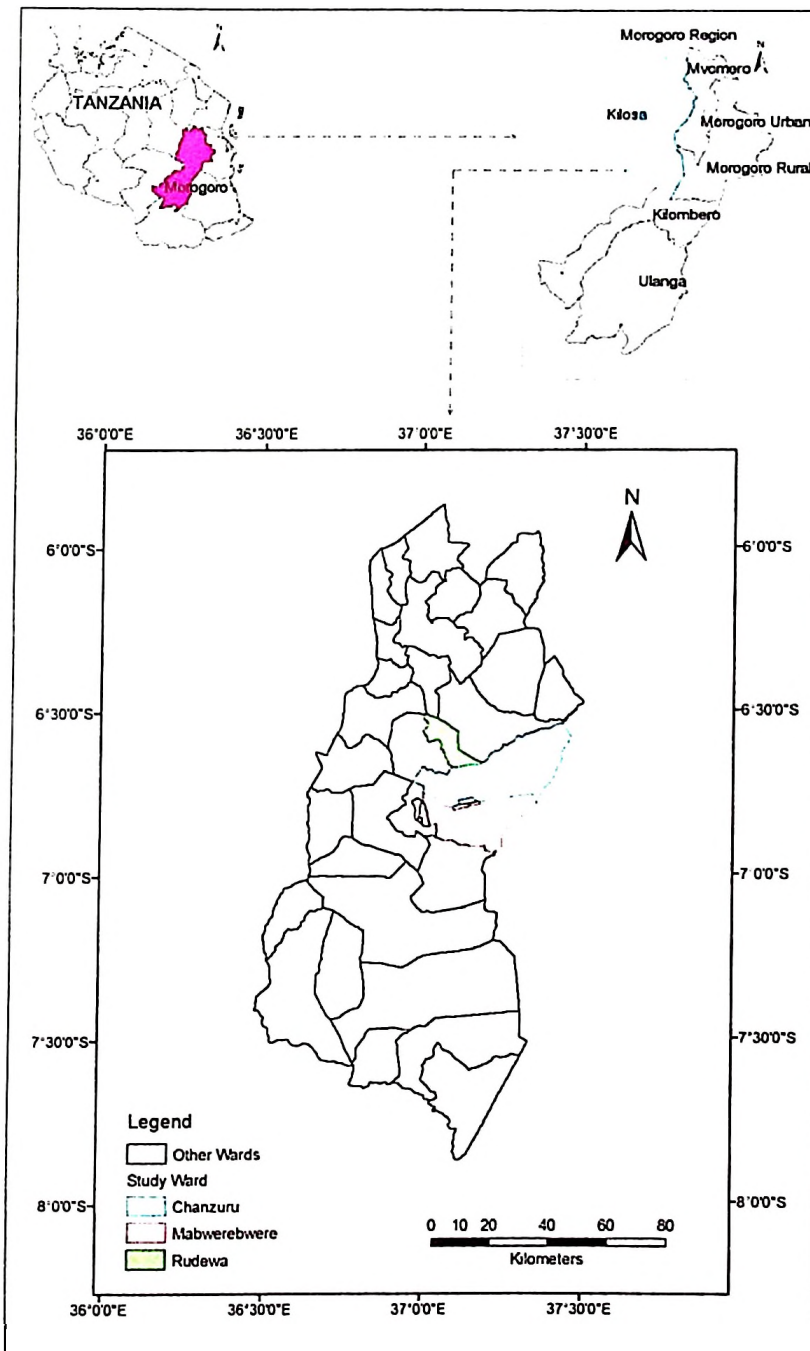 TANZANIA
Morogoro
N
Morogoro Region
Mvomoro
Kilosa
Morogoro Urban
Morogoro Rural
Kilombero
Ulanga
36°0'0"E 36°30'0"E 37°0'0"E 37°30'0"E
N
6°0'0"S 6°0'0"S
6°30'0"S 6°30'0"S
7°0'0"S 7°0'0"S
7°30'0"S 7°30'0"S
Legend
Other Wards
Study Ward
8°0'0"S 8°0'0"S
Chanzuru
Mabwerebwere
Rudewa
0 10 20 40 60 80
Kilometers
36°0'0"E 36°30'0"E 37°0'0"E 37°30'0"E